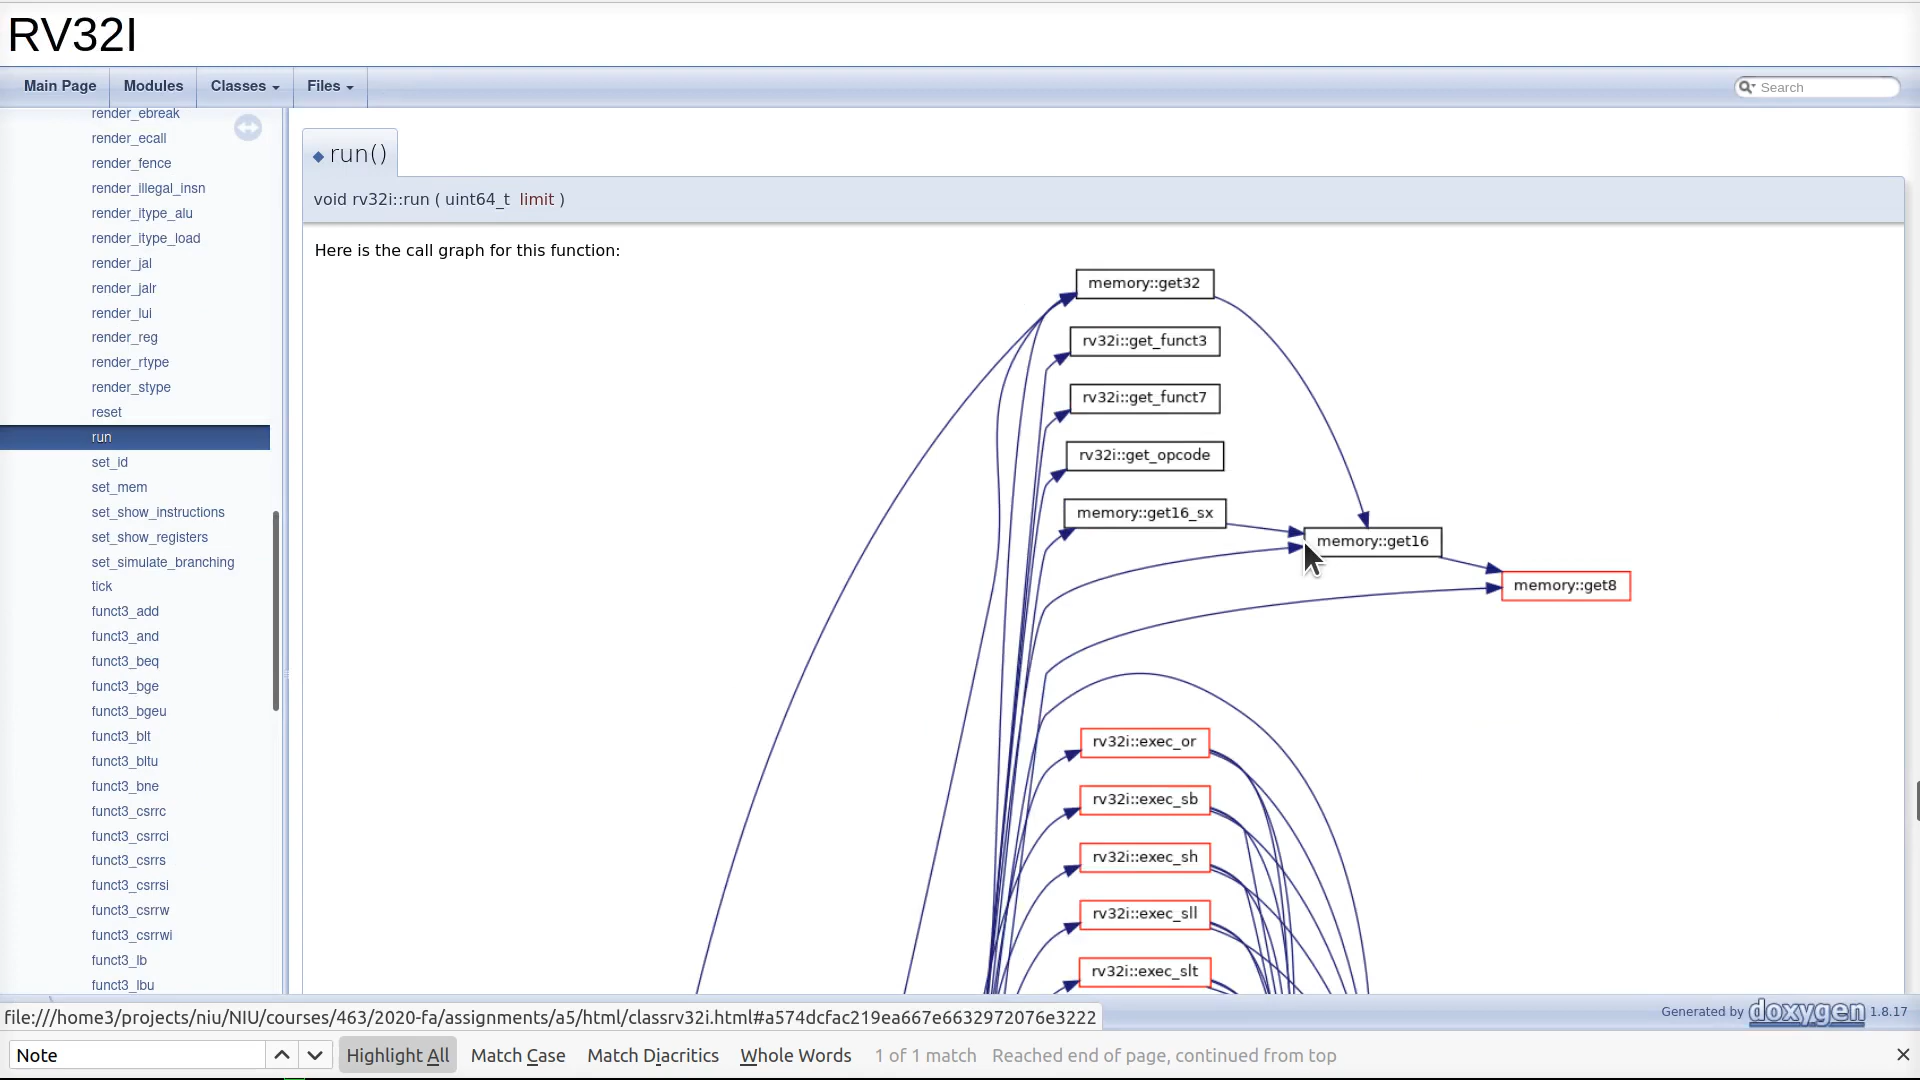 RV32I
Main Page
Modules
Classes
Files
Search
render_ebreak
render_ecall
render_fence
render_illegal_insn
render_itype_alu
render_itype_load
render_jal
render_jalr
render_lui
render_reg
render_rtype
render_stype
reset
run
set_id
set_mem
set_show_instructions
set_show_registers
set_simulate_branching
tick
funct3_add
funct3_and
funct3_beq
funct3_bge
funct3_bgeu
funct3_blt
funct3_bltu
funct3_bne
funct3_csrrc
funct3_csrrci
funct3_csrrs
funct3_csrrsi
funct3_csrrw
funct3_csrrwi
funct3_lb
funct3_lbu
◆ run()
void rv32i::run ( uint64_t limit )
Here is the call graph for this function:
memory::get32
rv32i::get_funct3
rv32i::get_funct7
rv32i::get_opcode
memory::get16_sx
memory::get16
memory::get8
rv32i::exec_or
rv32i::exec_sb
rv32i::exec_sh
rv32i::exec_sll
rv32i::exec_slt
file:///home3/projects/niu/NIU/courses/463/2020-fa/assignments/a5/html/classrv32i.html#a574dcfac219ea667e6632972076e3222
Generated by doxygen 1.8.17
Note
Highlight All
Match Case
Match Diacritics
Whole Words
1 of 1 match
Reached end of page, continued from top